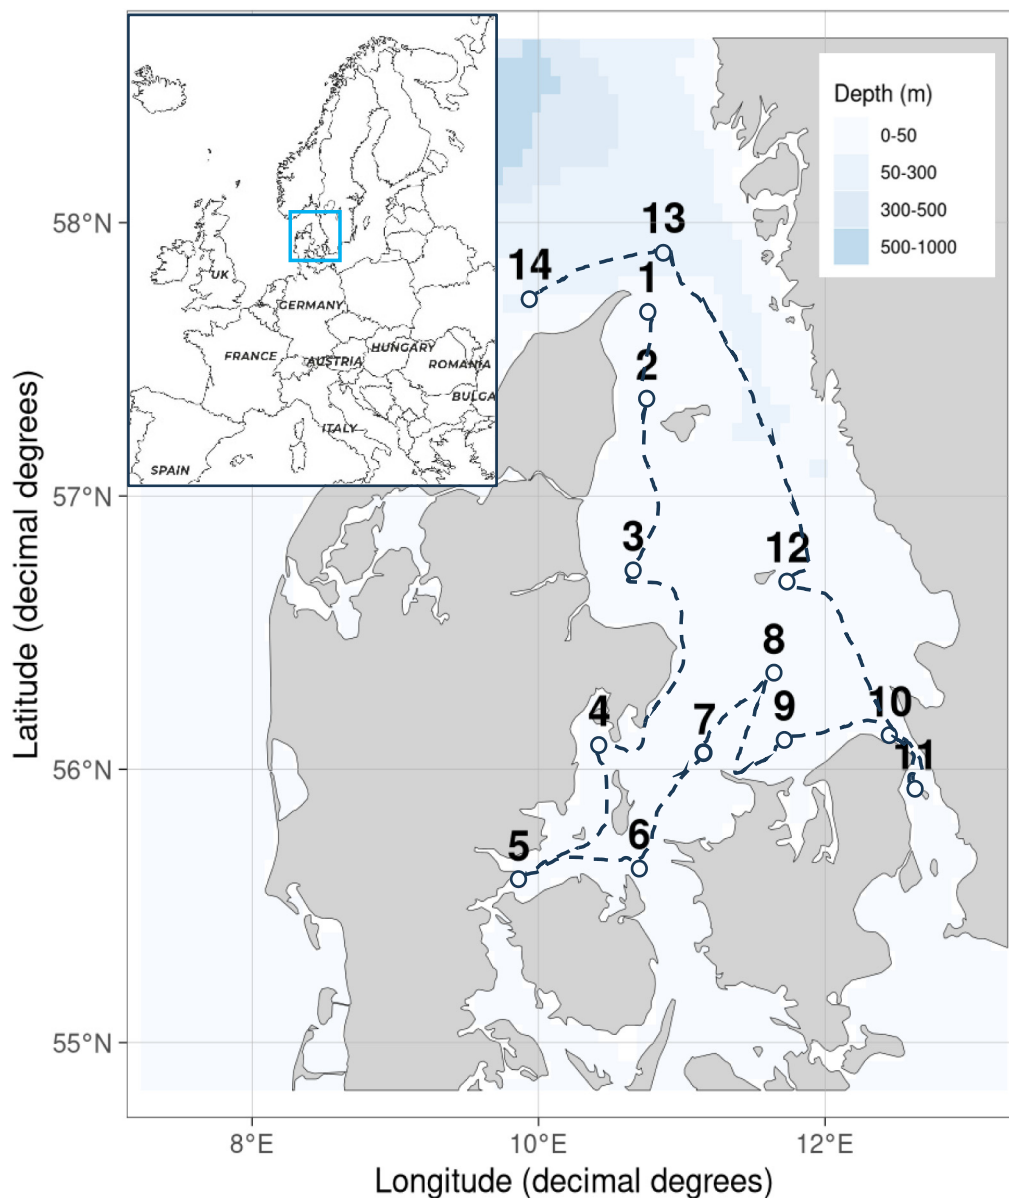 UK
GERMANY
FRANCE
AUSTRIA
HUNGARY
ROMANIA
BULGA
ITALY
SPAIN
Depth (m)
0-50
50-300
300-500
500-1000
13
14
1
2
3
12
8
4
7
9
10
11
5
6
58°N
57°N
56°N
55°N
8°E
10°E
12°E
Latitude (decimal degrees)
Longitude (decimal degrees)